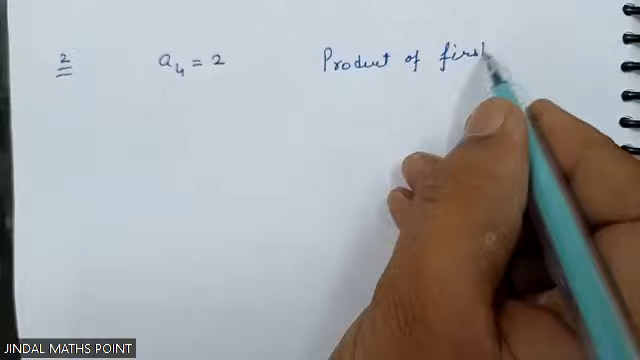 2 a₄ = 2 Product of first
JINDAL MATHS POINT